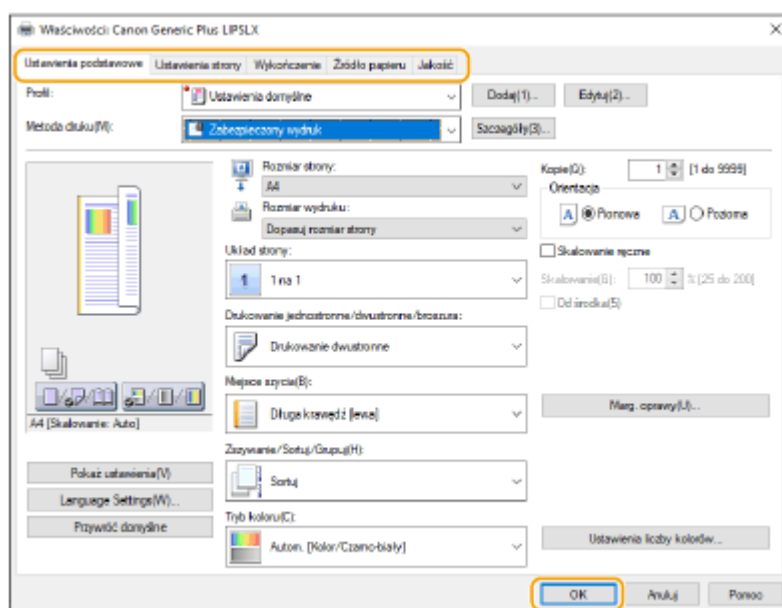 Właściwości: Canon Generic Plus LIPSLX
Ustawienia podstawowe Ustawienia strony Wykończenie Źródło papieru Jakość
Profil: Ustawienia domyślne Dodaj(1)... Edytuj(2)...
Metoda druku(M): Zabezpieczony wydruk Szczegóły(3)...
Rozmiar strony:
A4
Rozmiar wydruku:
Dopasuj rozmiar strony
Układ strony:
1 1 na 1
Drukowanie jednostronne/dwustronne/broszura:
Drukowanie dwustronne
Miejsce szycia(B):
Długa krawędź [lewa]
Zszywanie/Sortuj/Grupuj(H):
Sortuj
Tryb koloru(C):
Autom. [Kolor/Czarno-biały]
Kopie(Q): 1 [1 do 9999]
Orientacja
A Pionowa A Pozioma
Skalowanie ręczne
Skalowanie(G): 100 % [25 do 200]
Od środka(5)
Marg. oprawy(U)...
Ustawienia liczby kolorów...
A4 [Skalowanie: Auto]
Pokaż ustawienia(V)
Language Settings(W)...
Przywróć domyślne
OK Anuluj Pomoc